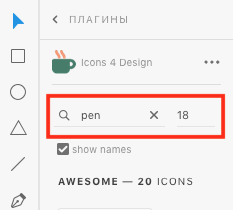 ПЛАГИНЫ
Icons 4 Design
pen 18
show names
AWESOME — 20 ICONS